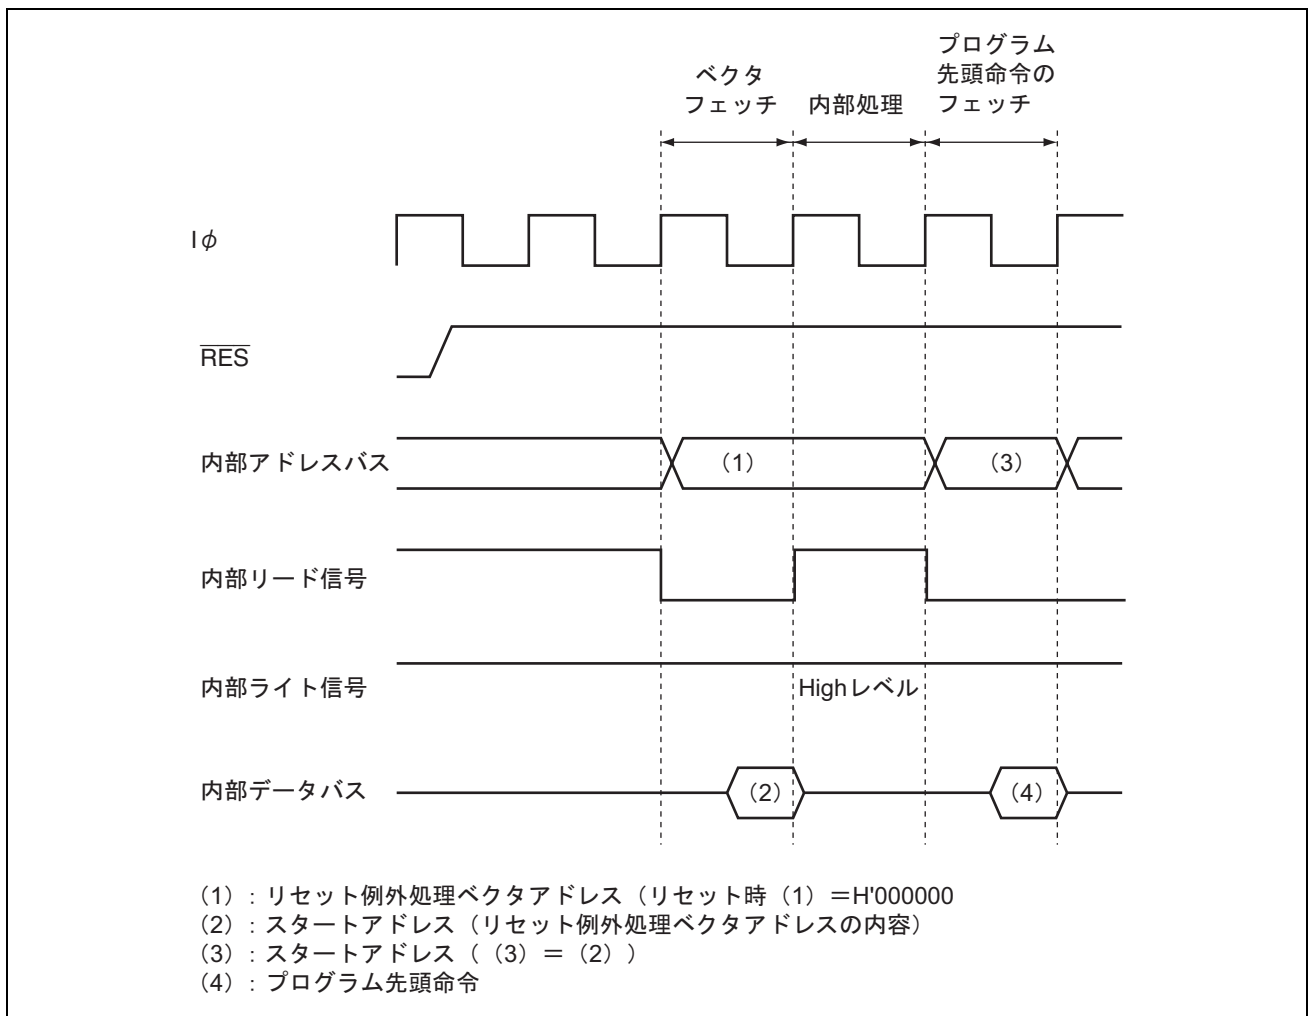 プログラム
先頭命令の
フェッチ
ベクタ
フェッチ
内部処理
Iφ
RES
内部アドレスバス
（1）
（3）
内部リード信号
内部ライト信号
Highレベル
内部データバス
（2）
（4）
（1）: リセット例外処理ベクタアドレス（リセット時（1）＝H'000000
（2）: スタートアドレス（リセット例外処理ベクタアドレスの内容）
（3）: スタートアドレス（（3）＝（2））
（4）: プログラム先頭命令